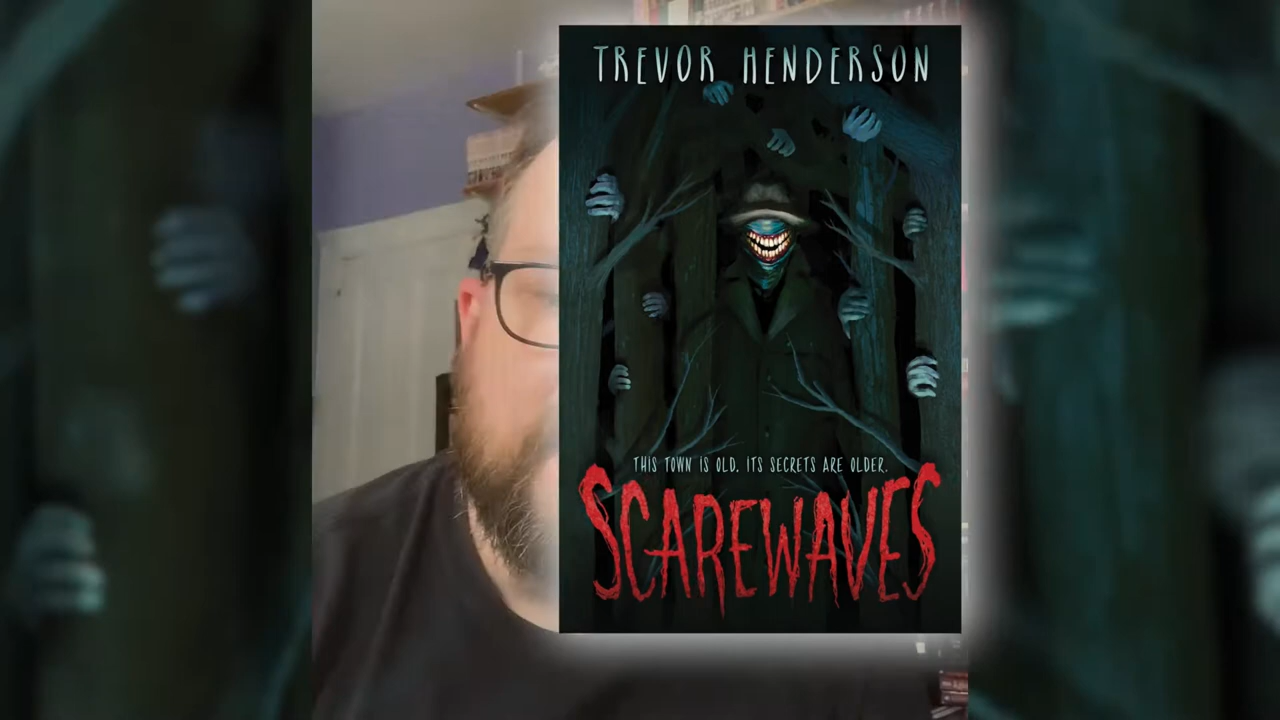 TREVOR HENDERSON
THIS TOWN IS OLD. ITS SECRETS ARE OLDER.
SCAREWAVES